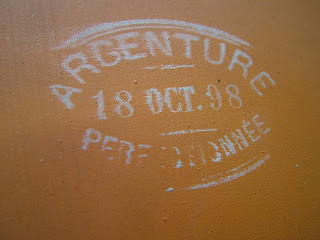 ARGENTURE
18 OCT. 98
PERFECTIONNÉE